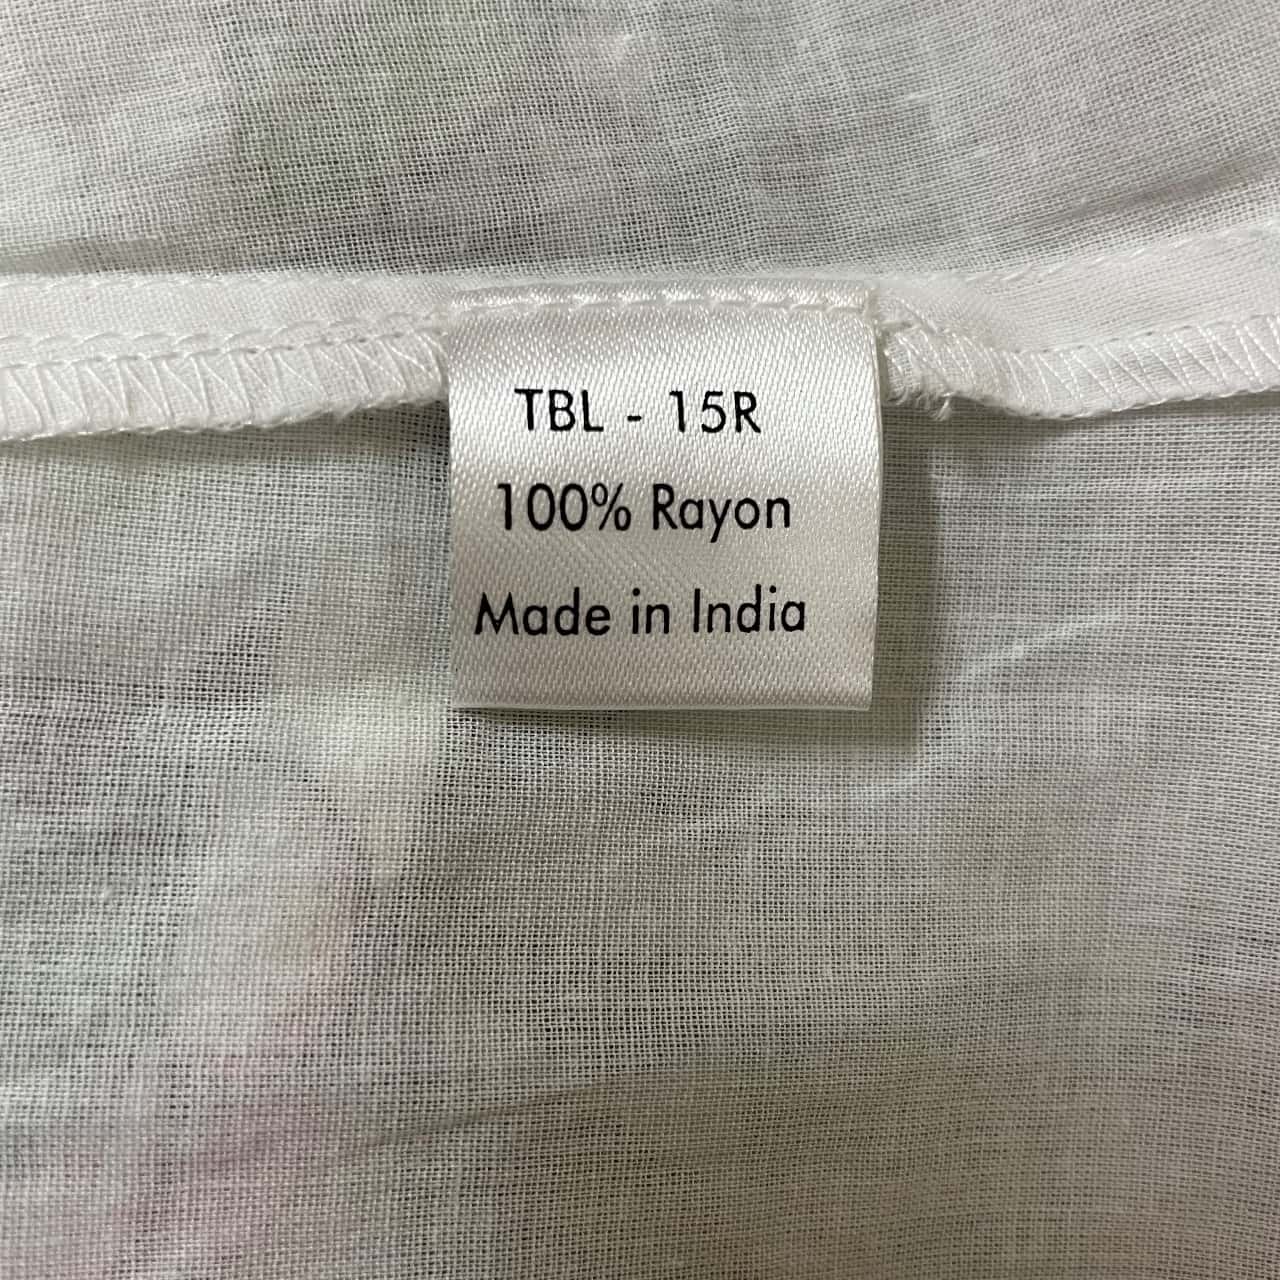 TBL - 15R
100% Rayon
Made in India